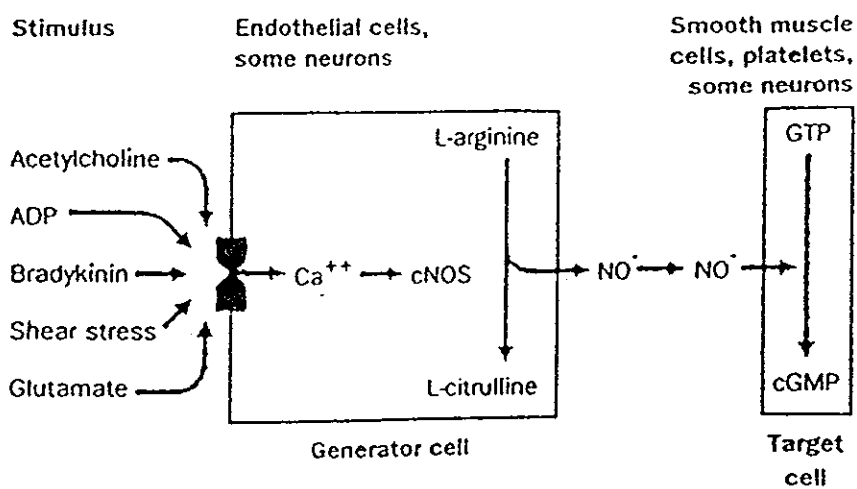 Stimulus
Endothelial cells,
some neurons
Smooth muscle
cells, platelets,
some neurons
Acetylcholine
ADP
Bradykinin
Shear stress
Glutamate
Ca⁺⁺
cNOS
L-arginine
L-citrulline
NO˙
NO˙
GTP
cGMP
Generator cell
Target
cell